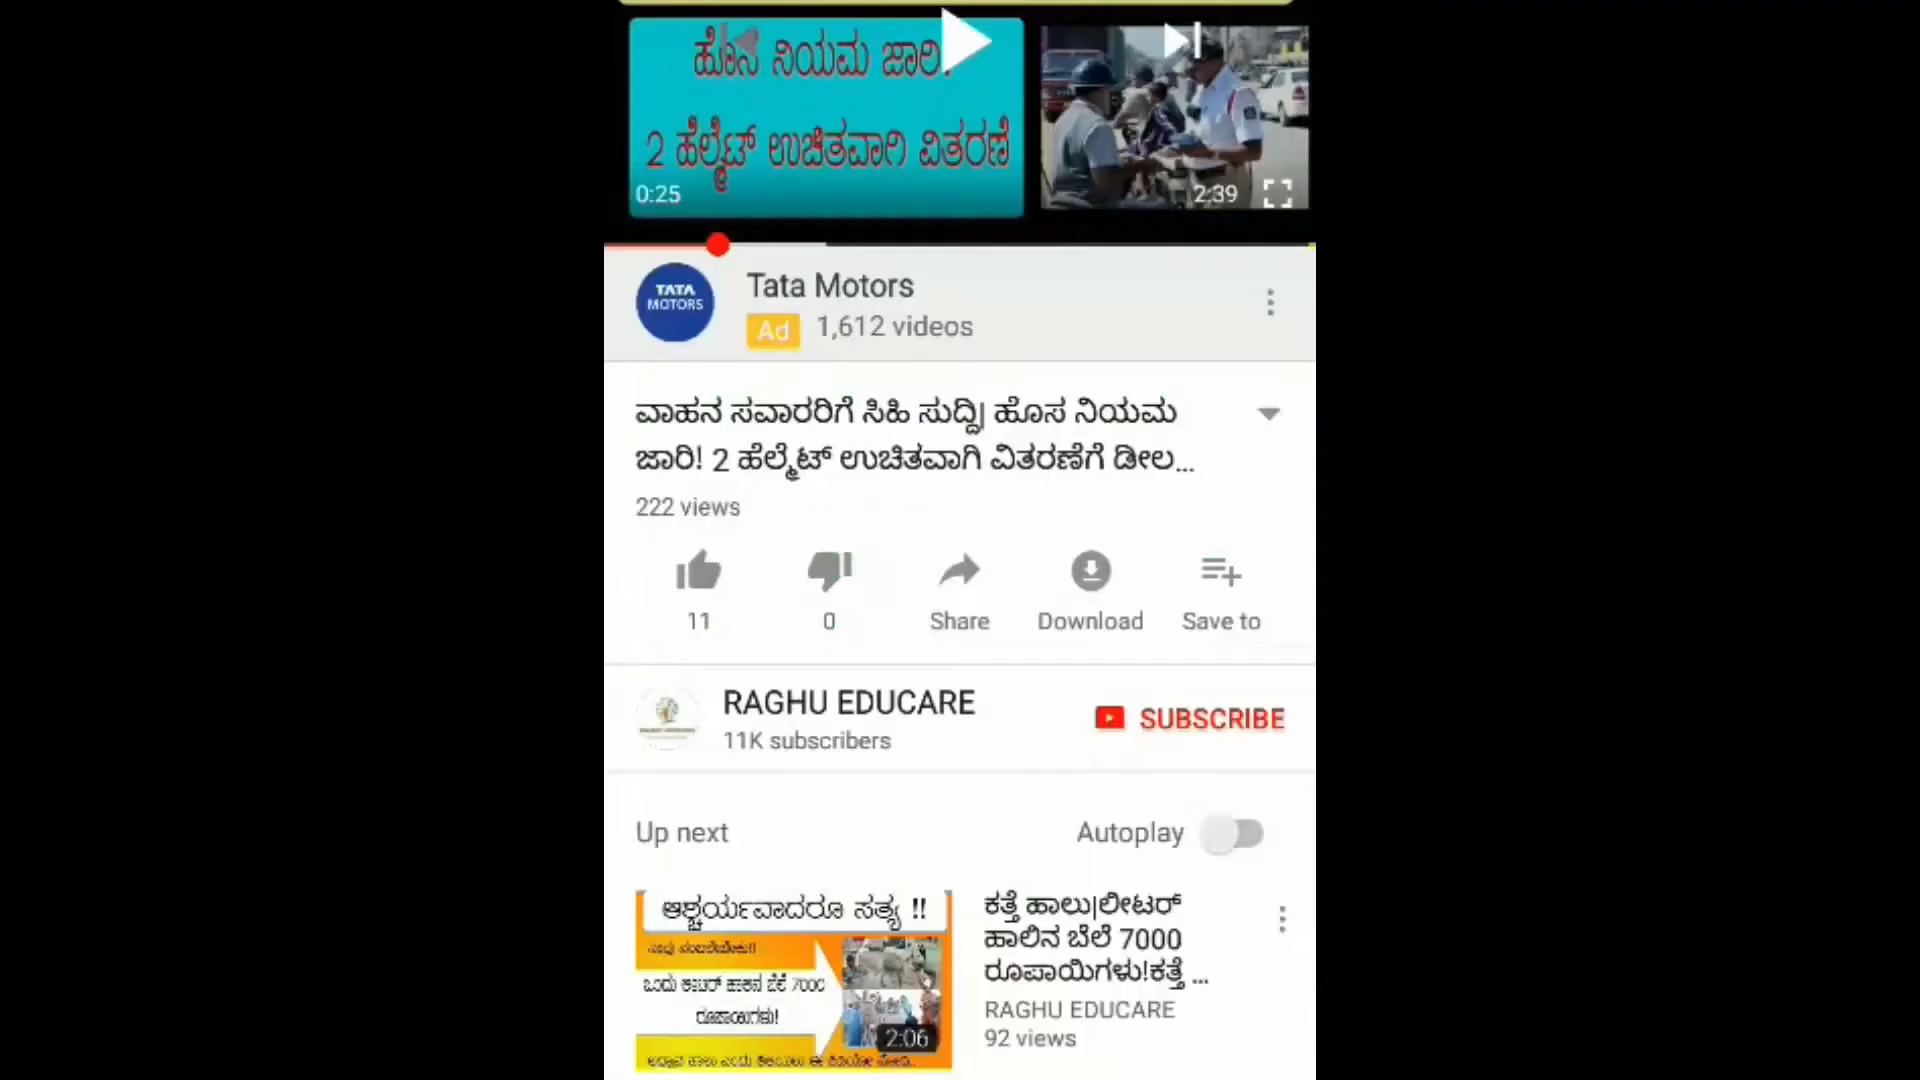 ಹೊಸ ನಿಯಮ ಜಾರಿ!
2 ಹೆಲ್ಮೆಟ್ ಉಚಿತವಾಗಿ ವಿತರಣೆ
0:25
2:39
TATA
MOTORS
Tata Motors
Ad 1,612 videos
ವಾಹನ ಸವಾರರಿಗೆ ಸಿಹಿ ಸುದ್ದಿ| ಹೊಸ ನಿಯಮ
ಜಾರಿ! 2 ಹೆಲ್ಮೆಟ್ ಉಚಿತವಾಗಿ ವಿತರಣೆಗೆ ಡೀಲ...
222 views
11
0
Share
Download
Save to
RAGHU EDUCARE
11K subscribers
SUBSCRIBE
Up next
Autoplay
ಆಶ್ಚರ್ಯವಾದರೂ ಸತ್ಯ !!
ನೀವು ನಂಬಲೇಬೇಕು!!
ಒಂದು ಲೀಟರ್ ಹಾಲಿನ ಬೆಲೆ 7000
ರೂಪಾಯಿಗಳು!
2:06
ಕತ್ತೆ ಹಾಲು|ಲೀಟರ್
ಹಾಲಿನ ಬೆಲೆ 7000
ರೂಪಾಯಿಗಳು!ಕತ್ತೆ ...
RAGHU EDUCARE
92 views